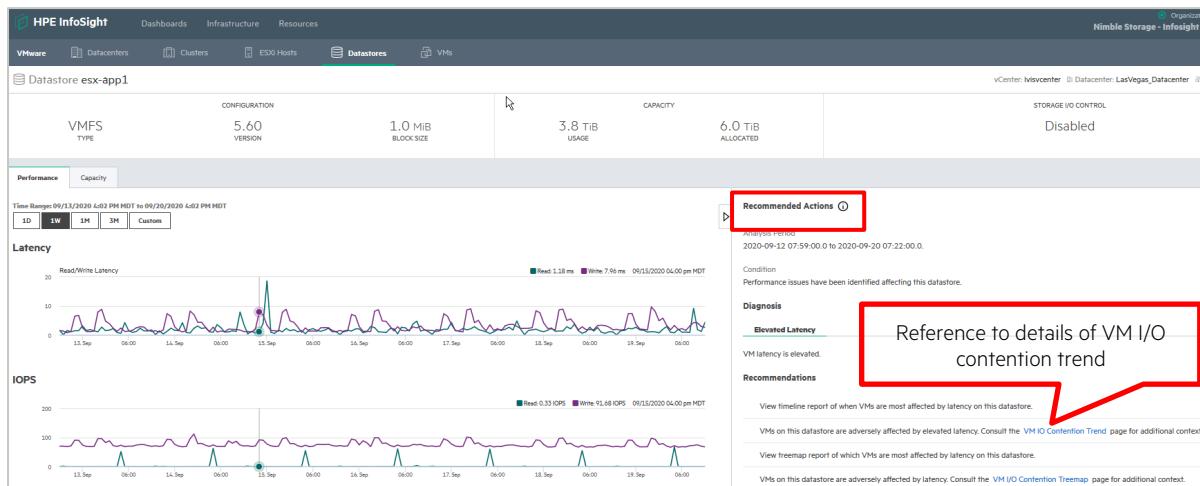 HPE InfoSight Dashboards Infrastructure Resources
Organizat
Nimble Storage - Infosight
VMware Datacenters Clusters ESXi Hosts Datastores VMs
Datastore esx-app1
vCenter: lvisvcenter Datacenter: LasVegas_Datacenter
CONFIGURATION
VMFS 5.60 1.0 MiB
TYPE VERSION BLOCK SIZE
CAPACITY
3.8 TiB 6.0 TiB
USAGE ALLOCATED
STORAGE I/O CONTROL
Disabled
Performance Capacity
Time Range: 09/13/2020 4:02 PM MDT to 09/20/2020 4:02 PM MDT
1D 1W 1M 3M Custom
Latency
Read/Write Latency Read: 1.18 ms Write: 7.96 ms 09/15/2020 04:00 pm MDT
20
10
0
13. Sep 06:00 14. Sep 06:00 15. Sep 06:00 16. Sep 06:00 17. Sep 06:00 18. Sep 06:00 19. Sep 06:00
IOPS
Read: 0.33 IOPS Write: 91.68 IOPS 09/15/2020 04:00 pm MDT
200
100
0
13. Sep 06:00 14. Sep 06:00 15. Sep 06:00 16. Sep 06:00 17. Sep 06:00 18. Sep 06:00 19. Sep 06:00
Recommended Actions
Analysis Period
2020-09-12 07:59:00.0 to 2020-09-20 07:22:00.0.
Condition
Performance issues have been identified affecting this datastore.
Diagnosis
Elevated Latency
VM latency is elevated.
Reference to details of VM I/O
contention trend
Recommendations
View timeline report of when VMs are most affected by latency on this datastore.
VMs on this datastore are adversely affected by elevated latency. Consult the VM IO Contention Trend page for additional context
View treemap report of which VMs are most affected by latency on this datastore.
VMs on this datastore are adversely affected by latency. Consult the VM I/O Contention Treemap page for additional context.